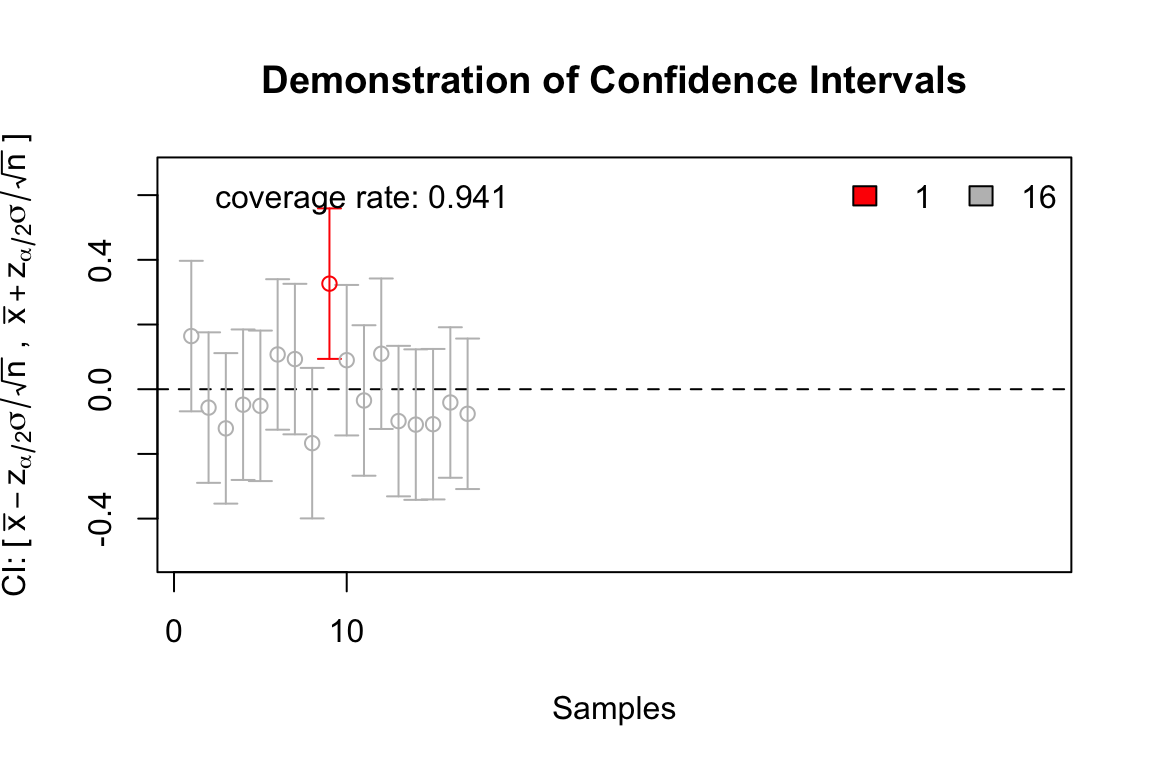 Demonstration of Confidence Intervals
CI: [ x̄ − zα/2σ/√n , x̄ + zα/2σ/√n ]
coverage rate: 0.941
1
16
0.4
0.0
-0.4
0
10
Samples